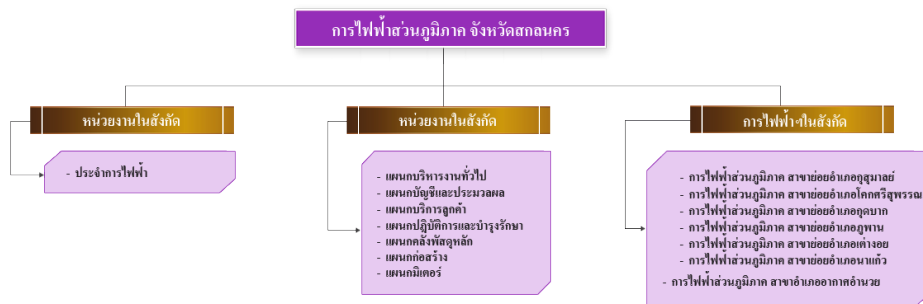 การไฟฟ้าส่วนภูมิภาค จังหวัดสกลนคร
หน่วยงานในสังกัด
- ประจำการไฟฟ้า
หน่วยงานในสังกัด
- แผนกบริหารงานทั่วไป
- แผนกบัญชีและประมวลผล
- แผนกบริการลูกค้า
- แผนกปฏิบัติการและบำรุงรักษา
- แผนกคลังพัสดุหลัก
- แผนกก่อสร้าง
- แผนกมิเตอร์
การไฟฟ้าฯในสังกัด
- การไฟฟ้าส่วนภูมิภาค สาขาย่อยอำเภอกุสุมาลย์
- การไฟฟ้าส่วนภูมิภาค สาขาย่อยอำเภอโคกศรีสุพรรณ
- การไฟฟ้าส่วนภูมิภาค สาขาย่อยอำเภอกุดบาก
- การไฟฟ้าส่วนภูมิภาค สาขาย่อยอำเภอภูพาน
- การไฟฟ้าส่วนภูมิภาค สาขาย่อยอำเภอเต่างอย
- การไฟฟ้าส่วนภูมิภาค สาขาย่อยอำเภอนาแก้ว
- การไฟฟ้าส่วนภูมิภาค สาขาอำเภออากาศอำนวย